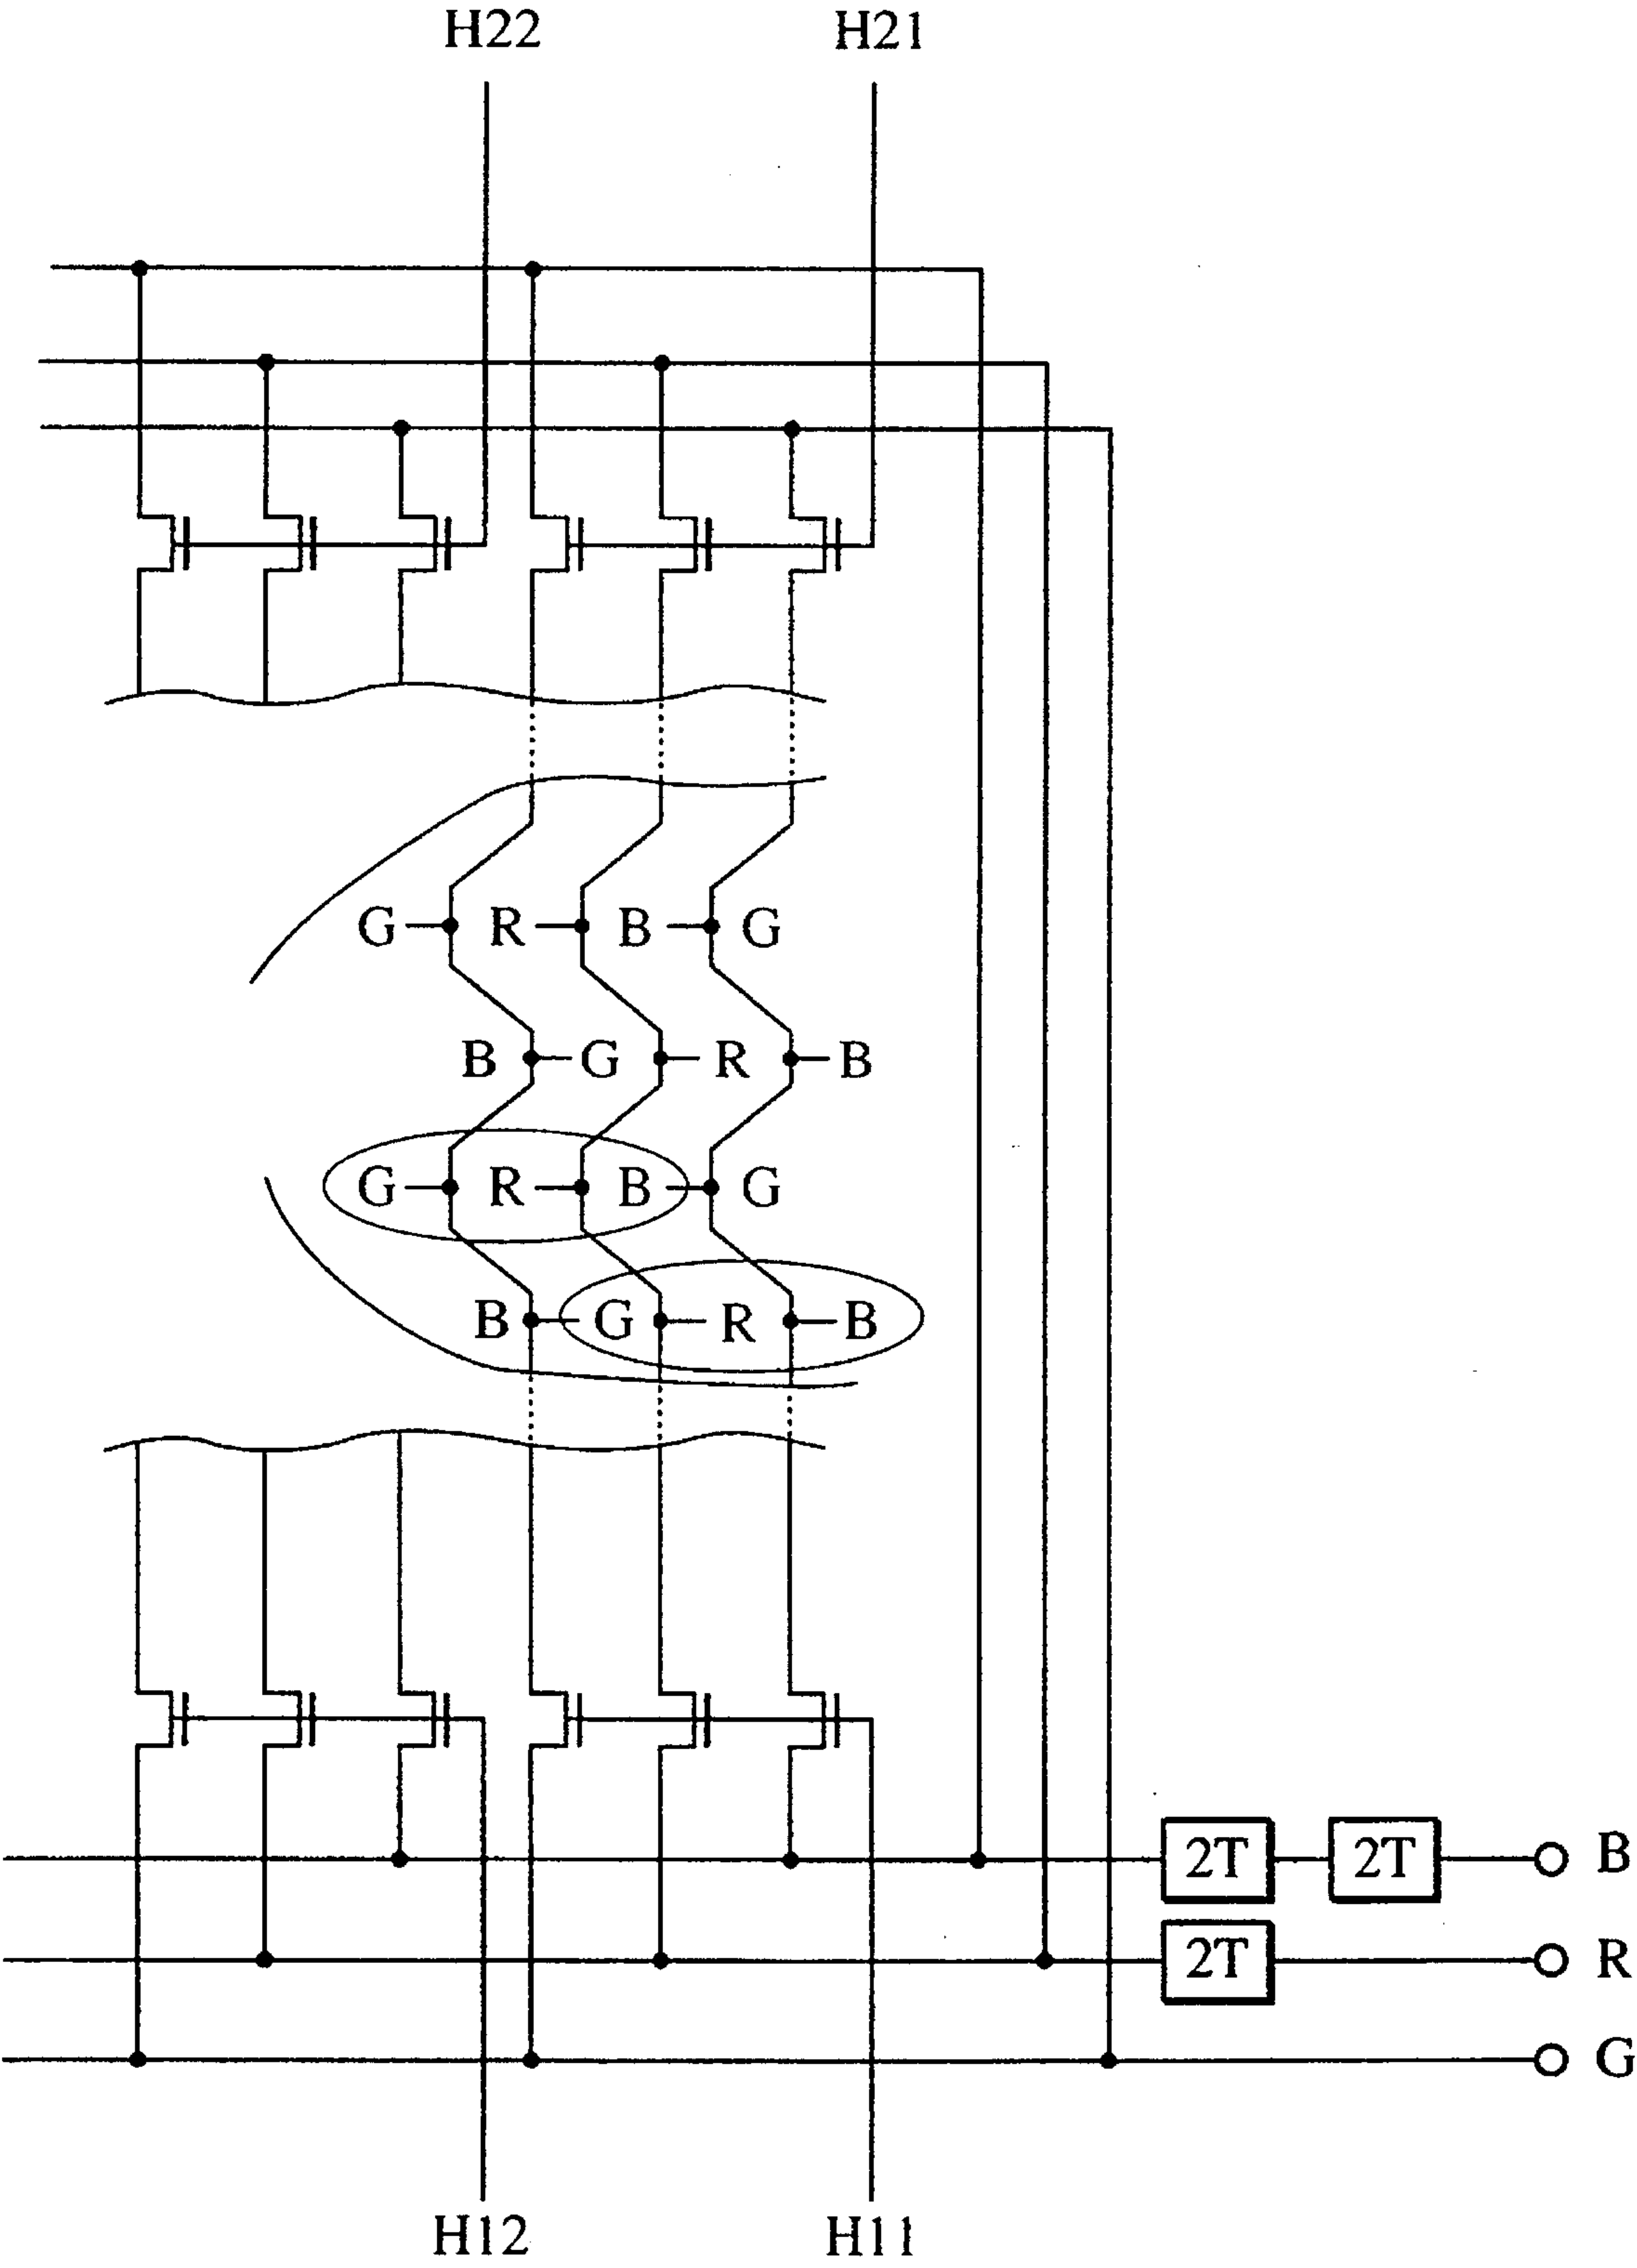 H22 H21
G R B G
B G R B
G R B G
B G R B
2T 2T B
2T R
G
H12 H11